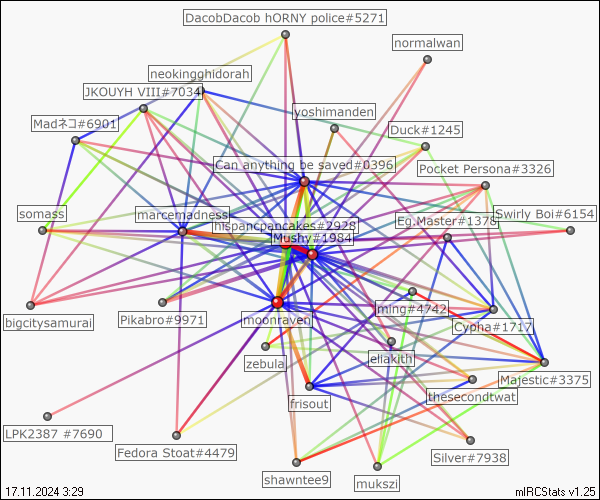 DacobDacob hORNY police#5271
normalwan
neokingghidorah
JKOUYH VIII#7034
yoshimanden
Madネコ#6901
Duck#1245
Can anything be saved#0396
Pocket Persona#3326
somass
marcemadness
hispancpancakes#2928
Eg.Master#1378
Swirly Boi#6154
Mushy#1984
bigcitysamurai
Pikabro#9971
moonraven
ming#4742
Cypha#1717
zebula
eliakith
Majestic#3375
frisout
thesecondtwat
LPK2387 #7690
Fedora Stoat#4479
Silver#7938
shawntee9
mukszi
17.11.2024 3:29
mIRCStats v1.25